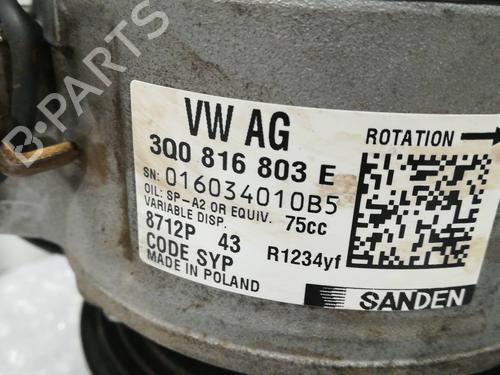 VW AG
ROTATION
3Q0 816 803 E
SN: 016034010B5
OIL: SP-A2 OR EQUIV. 75cc
VARIABLE DISP.
8712P 43 R1234yf
CODE SYP
MADE IN POLAND
SANDEN
B-PARTS